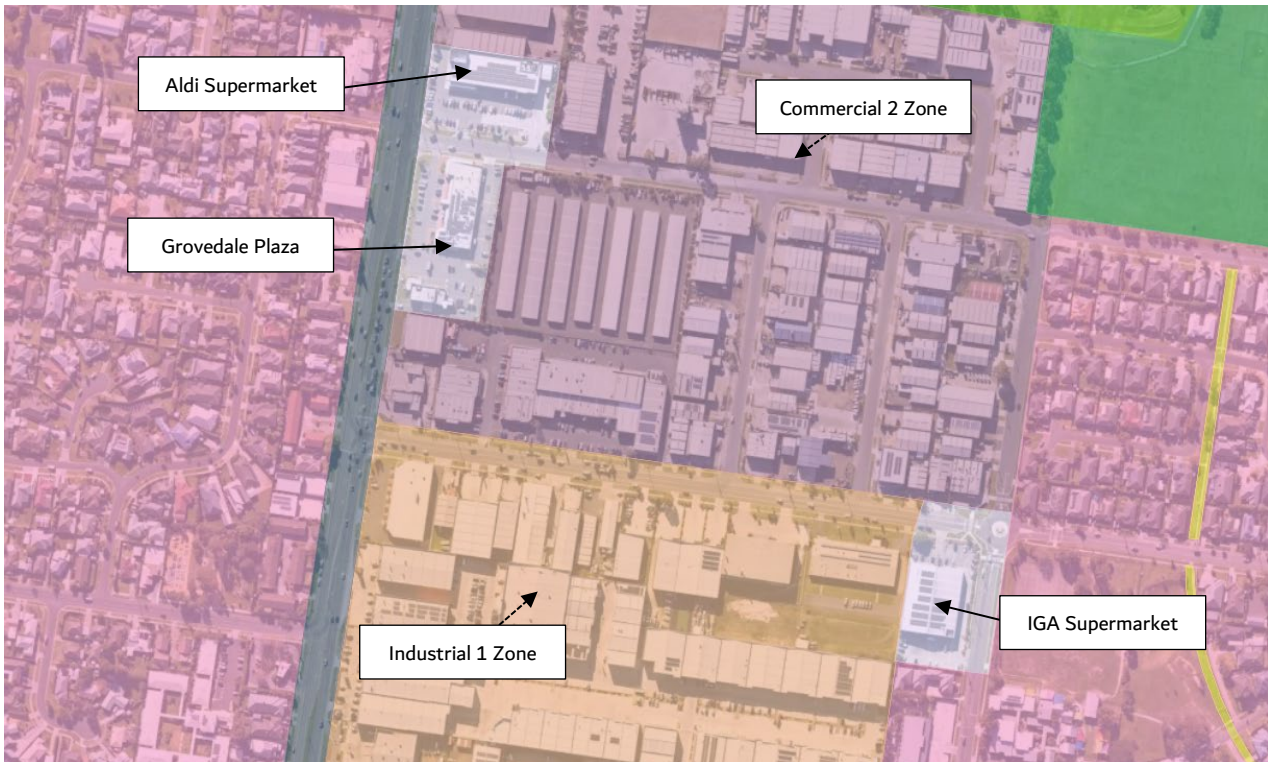 Aldi Supermarket
Commercial 2 Zone
Grovedale Plaza
IGA Supermarket
Industrial 1 Zone